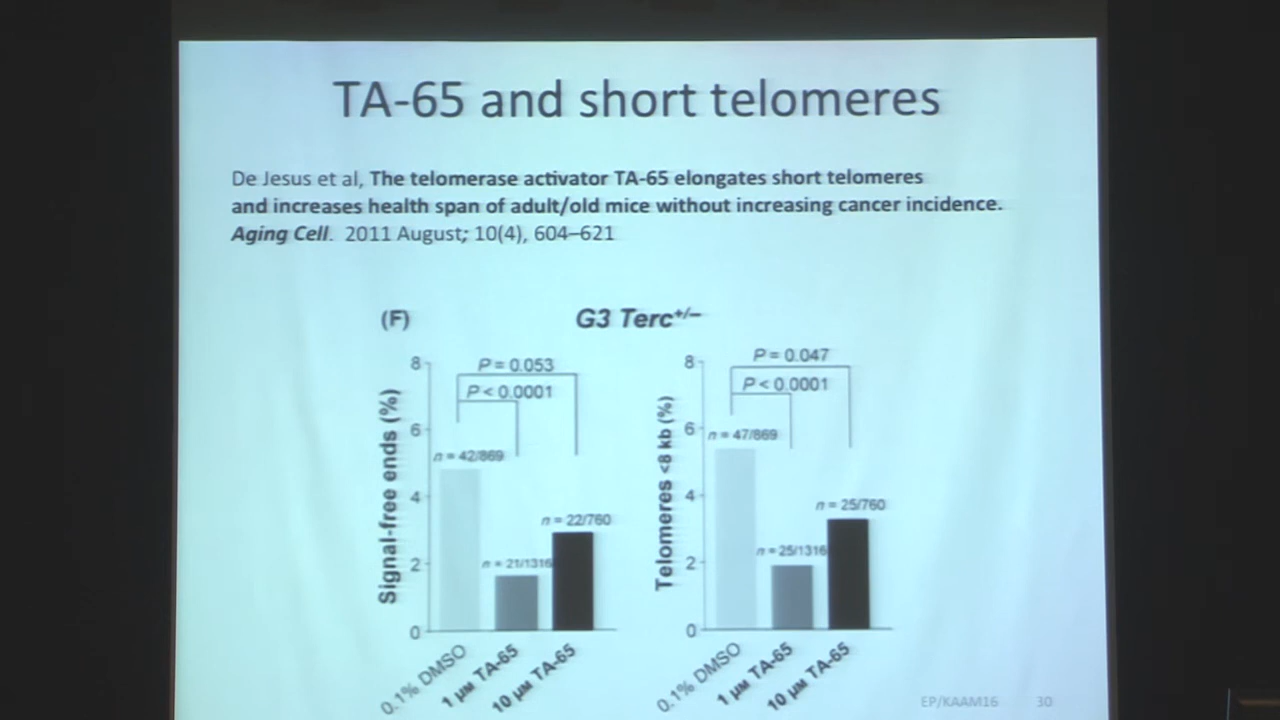 TA-65 and short telomeres
De Jesus et al, The telomerase activator TA-65 elongates short telomeres
and increases health span of adult/old mice without increasing cancer incidence.
Aging Cell. 2011 August; 10(4), 604–621
(F)
G3 Terc+/−
Signal-free ends (%)
8
6
4
2
0
P = 0.053
P < 0.0001
n = 42/869
n = 21/1316
n = 22/760
0.1% DMSO
1 µM TA-65
10 µM TA-65
Telomeres <8 kb (%)
8
6
4
2
0
P = 0.047
P < 0.0001
n = 47/869
n = 25/1316
n = 25/760
0.1% DMSO
1 µM TA-65
10 µM TA-65
EP/KAAM16 30